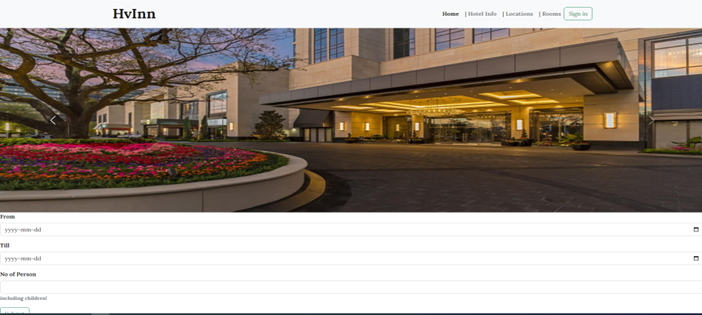 HvInn
Home | Hotel Info | Locations | Rooms Sign in
From
yyyy-mm-dd
Till
yyyy-mm-dd
No of Person
including children!